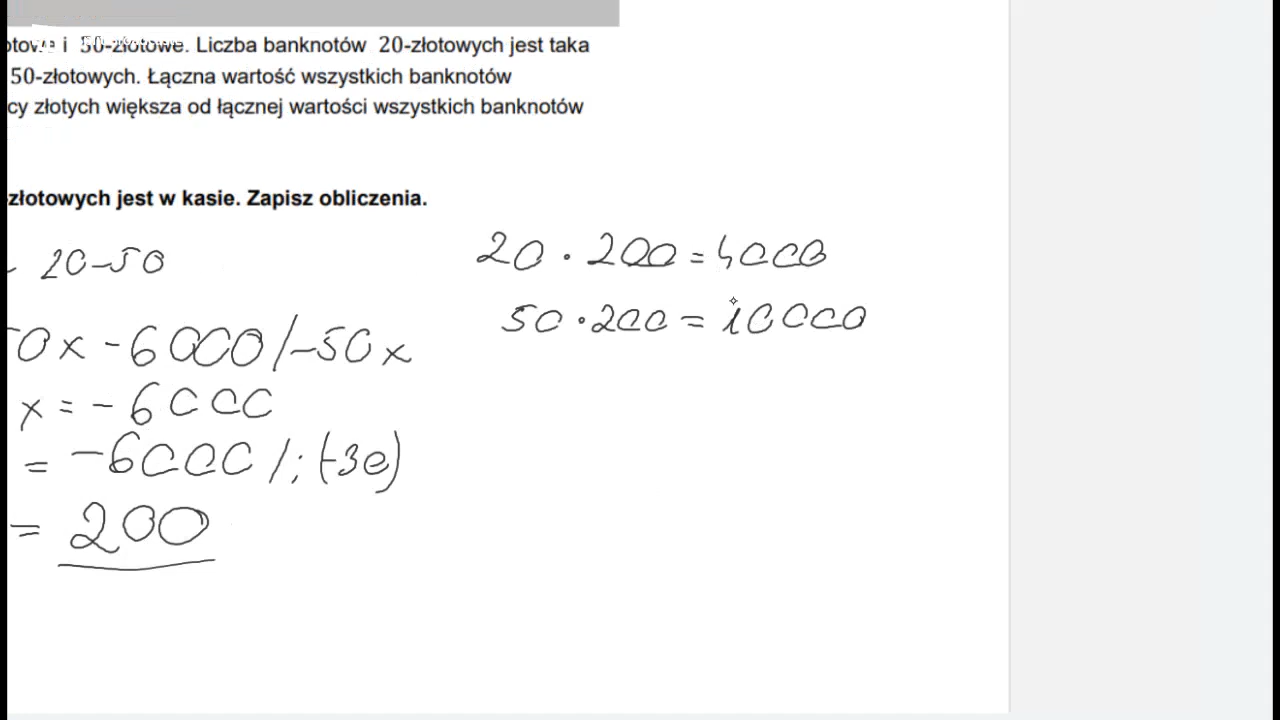 i 50-złotowe. Liczba banknotów 20-złotowych jest taka
50-złotowych. Łączna wartość wszystkich banknotów
cy złotych większa od łącznej wartości wszystkich banknotów
złotowych jest w kasie. Zapisz obliczenia.
20-50
0x -6000/-50x
x = -6000
= -6000/:(-30)
= 200
20 · 200 = 4000
50 · 200 = 10000